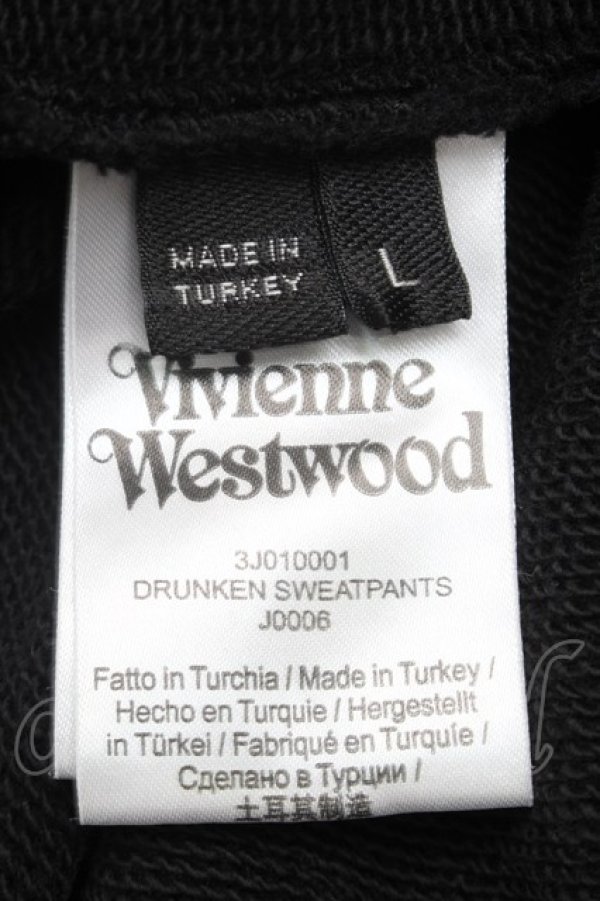 MADE IN
TURKEY
L
Vivienne
Westwood
3J010001
DRUNKEN SWEATPANTS
J0006
Fatto in Turchia / Made in Turkey /
Hecho en Turquie / Hergestellt
in Türkei / Fabriqué en Turquie /
Сделано в Турции /
土耳其制造